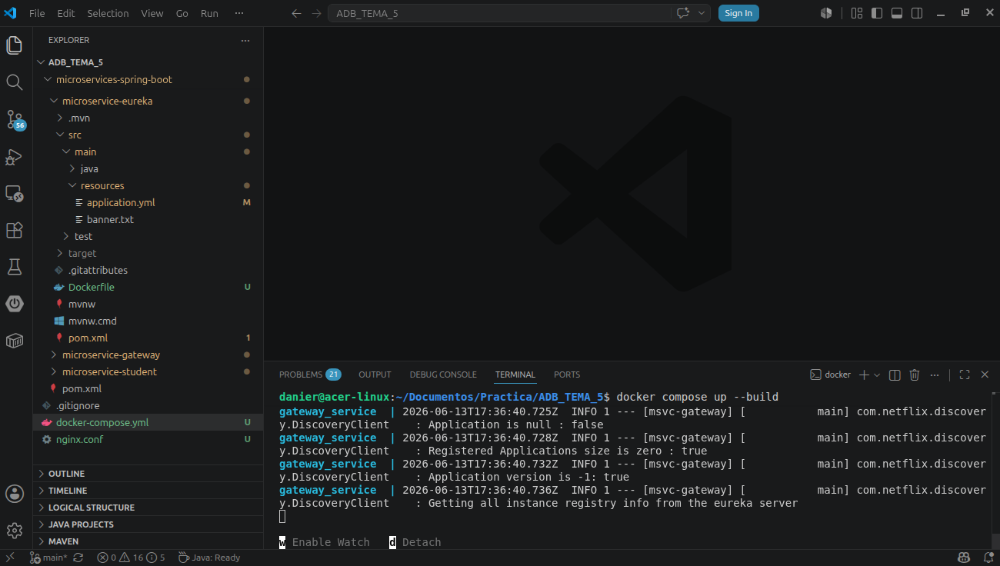 File Edit Selection View Go Run ··· ADB_TEMA_5 Sign In
EXPLORER ···
ADB_TEMA_5
microservices-spring-boot
microservice-eureka
.mvn
src
main
java
resources
application.yml M
banner.txt
test
target
.gitattributes
Dockerfile U
mvnw
mvnw.cmd
pom.xml 1
microservice-gateway
microservice-student
pom.xml
.gitignore
docker-compose.yml U
nginx.conf U
OUTLINE
TIMELINE
LOGICAL STRUCTURE
JAVA PROJECTS
MAVEN
56
PROBLEMS 21 OUTPUT DEBUG CONSOLE TERMINAL PORTS docker ···
danier@acer-linux:~/Documentos/Practica/ADB_TEMA_5$ docker compose up --build
gateway_service | 2026-06-13T17:36:40.725Z INFO 1 --- [msvc-gateway] [ main] com.netflix.discover
y.DiscoveryClient : Application is null : false
gateway_service | 2026-06-13T17:36:40.728Z INFO 1 --- [msvc-gateway] [ main] com.netflix.discover
y.DiscoveryClient : Registered Applications size is zero : true
gateway_service | 2026-06-13T17:36:40.732Z INFO 1 --- [msvc-gateway] [ main] com.netflix.discover
y.DiscoveryClient : Application version is -1: true
gateway_service | 2026-06-13T17:36:40.736Z INFO 1 --- [msvc-gateway] [ main] com.netflix.discover
y.DiscoveryClient : Getting all instance registry info from the eureka server
w Enable Watch d Detach
main* 0 16 5 Java: Ready